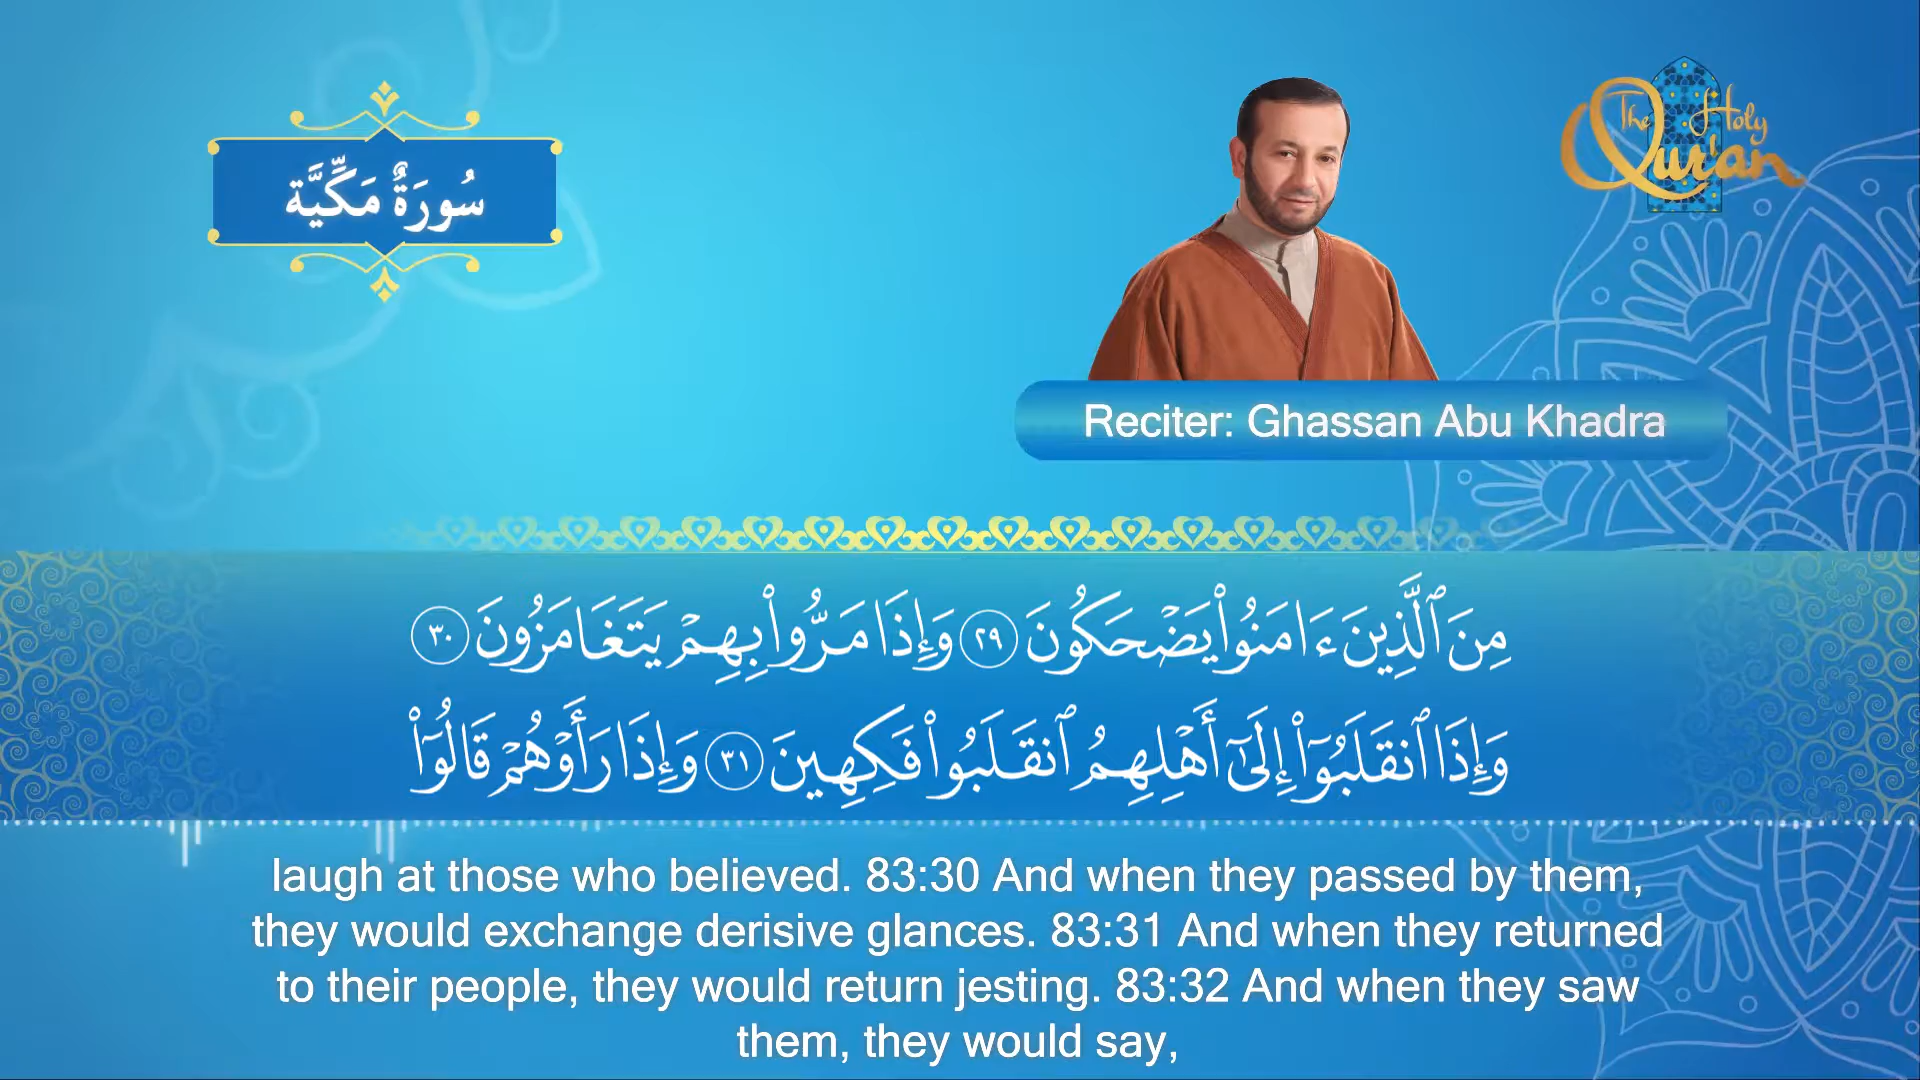 سُورَةٌ مَكِّيَّة
The Holy Qur'an
Reciter: Ghassan Abu Khadra
مِنَ ٱلَّذِينَ ءَامَنُوا۟ يَضْحَكُونَ ٢٩ وَإِذَا مَرُّوا۟ بِهِمْ يَتَغَامَزُونَ ٣٠
وَإِذَا ٱنقَلَبُوٓا۟ إِلَىٰٓ أَهْلِهِمُ ٱنقَلَبُوا۟ فَكِهِينَ ٣١ وَإِذَا رَأَوْهُمْ قَالُوٓا۟
laugh at those who believed. 83:30 And when they passed by them,
they would exchange derisive glances. 83:31 And when they returned
to their people, they would return jesting. 83:32 And when they saw
them, they would say,